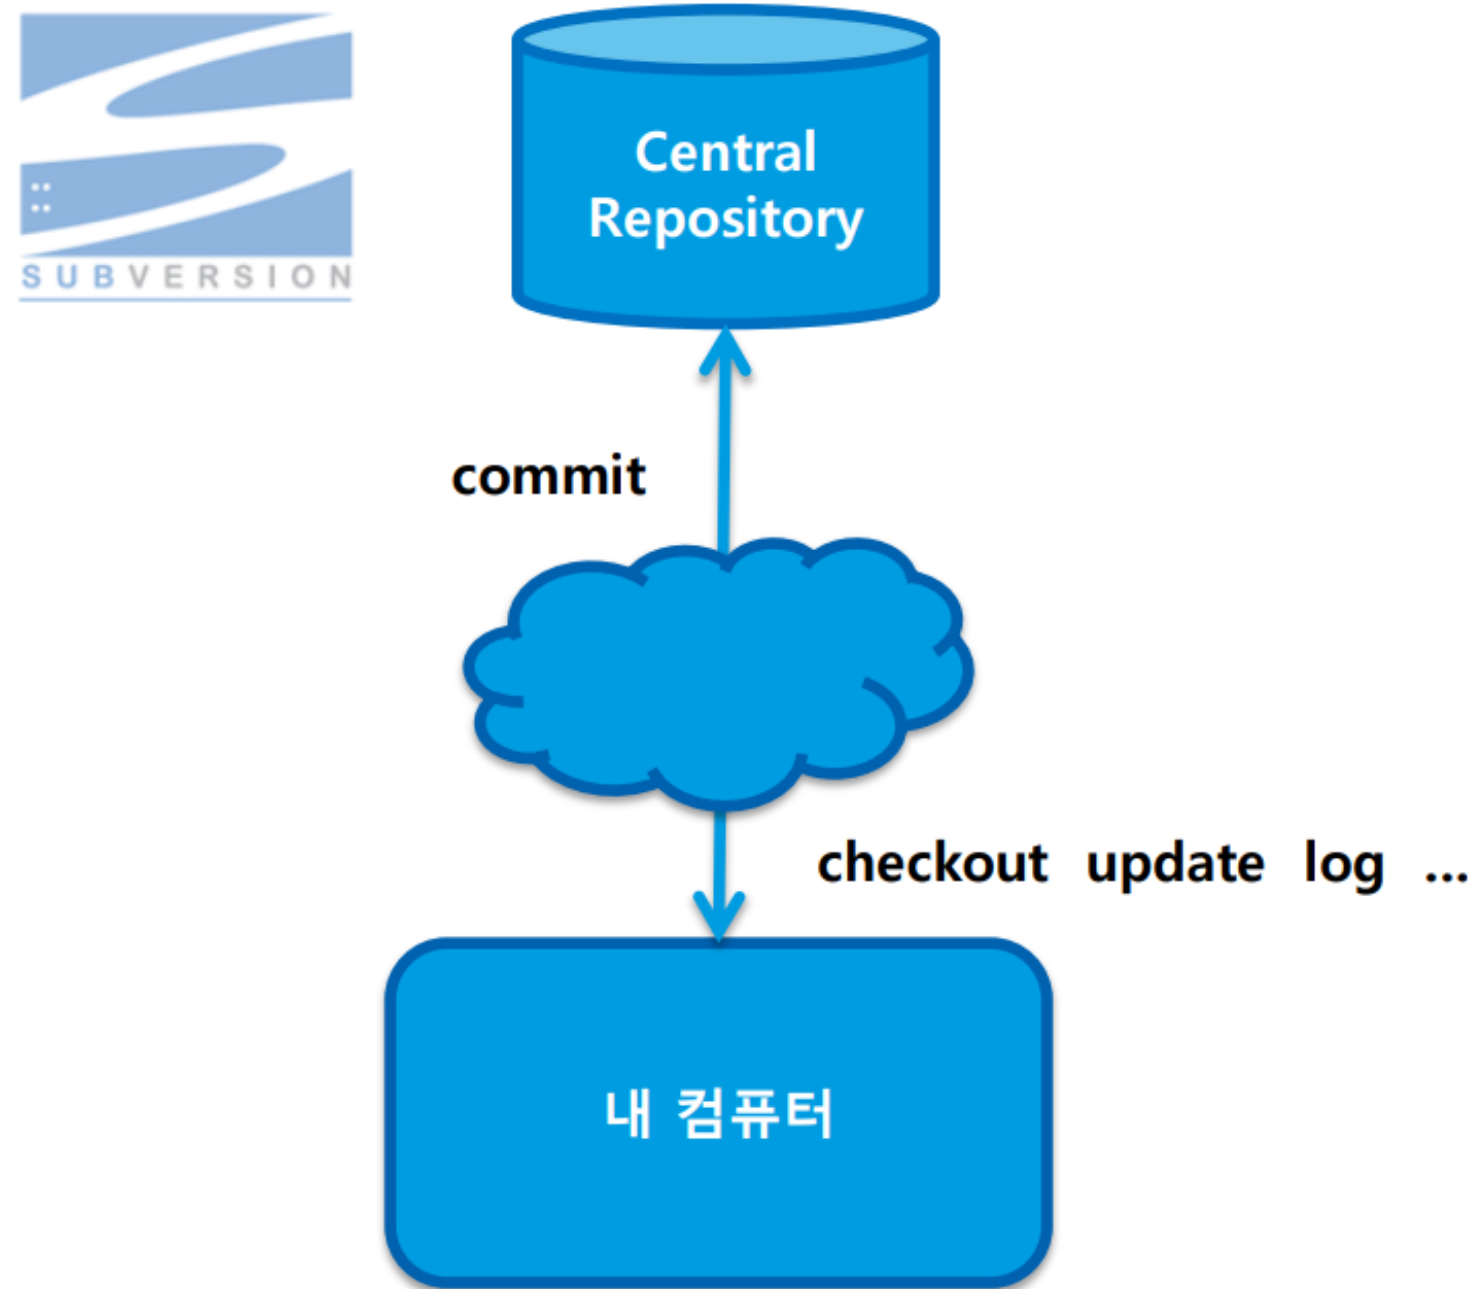 SUBVERSION
Central
Repository
commit
checkout update log ...
내 컴퓨터